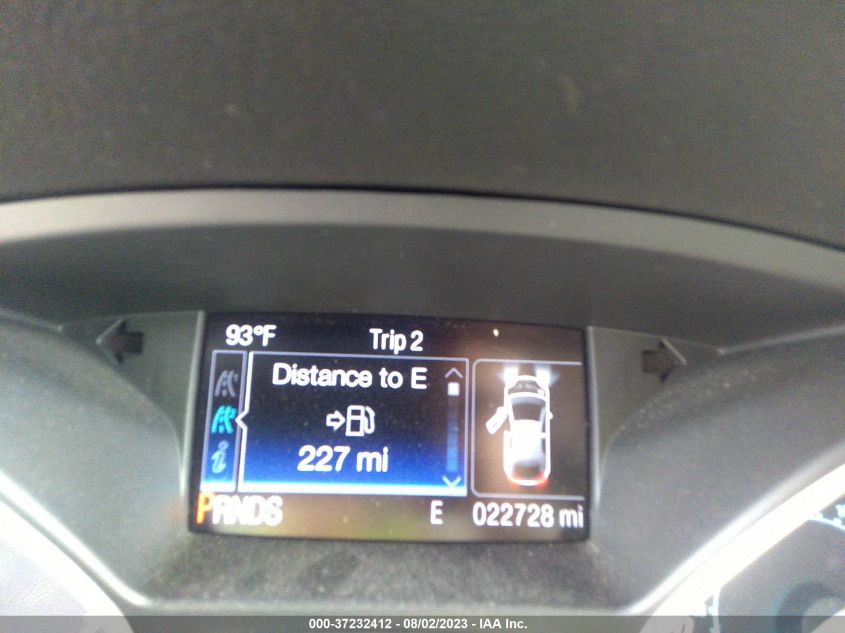 93°F Trip 2
Distance to E
227 mi
PRNDS E 022728 mi
000-37232412 - 08/02/2023 - IAA Inc.